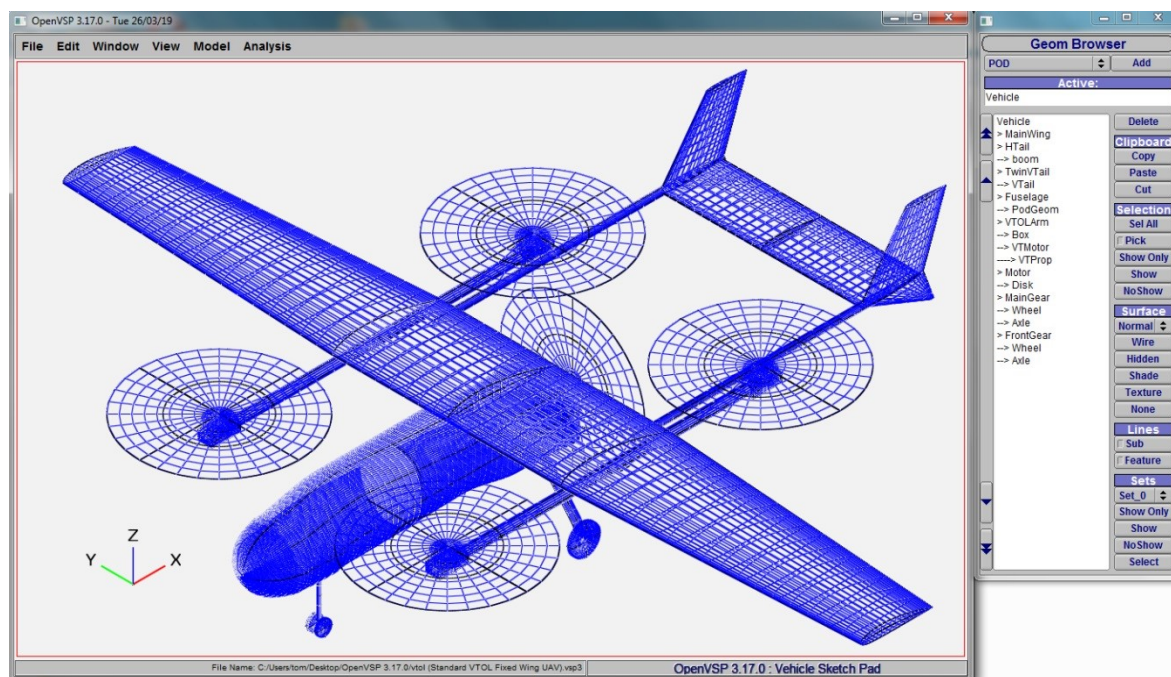 OpenVSP 3.17.0 - Tue 26/03/19
File Edit Window View Model Analysis
Z
Y X
File Name: C:/Users/tom/Desktop/OpenVSP 3.17.0/vtol (Standard VTOL Fixed Wing UAV).vsp3
OpenVSP 3.17.0 : Vehicle Sketch Pad
Geom Browser
POD Add
Active:
Vehicle
Vehicle
> MainWing
> HTail
--> boom
> TwinVTail
--> VTail
> Fuselage
--> PodGeom
> VTOLArm
--> Box
--> VTMotor
----> VTProp
> Motor
--> Disk
> MainGear
--> Wheel
--> Axle
> FrontGear
--> Wheel
--> Axle
Delete
Clipboard
Copy
Paste
Cut
Selection
Sel All
Pick
Show Only
Show
NoShow
Surface
Normal
Wire
Hidden
Shade
Texture
None
Lines
Sub
Feature
Sets
Set_0
Show Only
Show
NoShow
Select